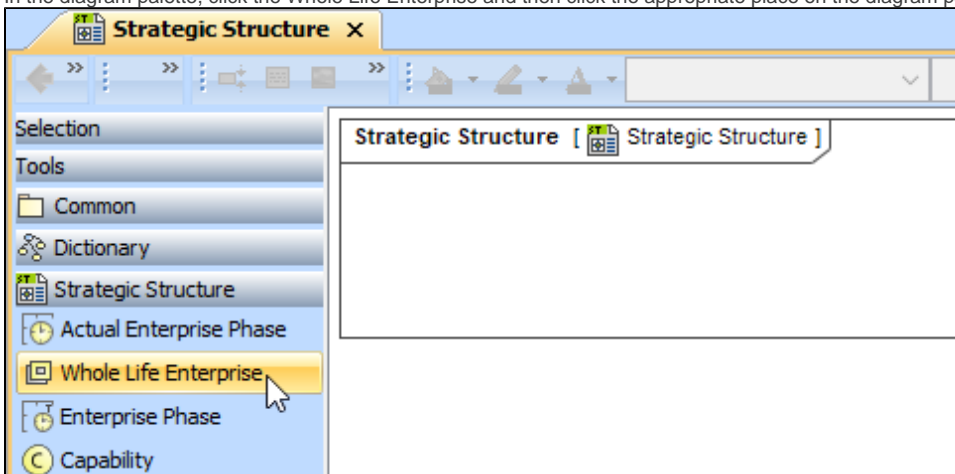 In the diagram palette, click the Whole Life Enterprise and then click the appropriate place on the diagram p
Strategic Structure X
Selection
Tools
Common
Dictionary
Strategic Structure
Actual Enterprise Phase
Whole Life Enterprise
Enterprise Phase
C Capability
Strategic Structure [ ST Strategic Structure ]